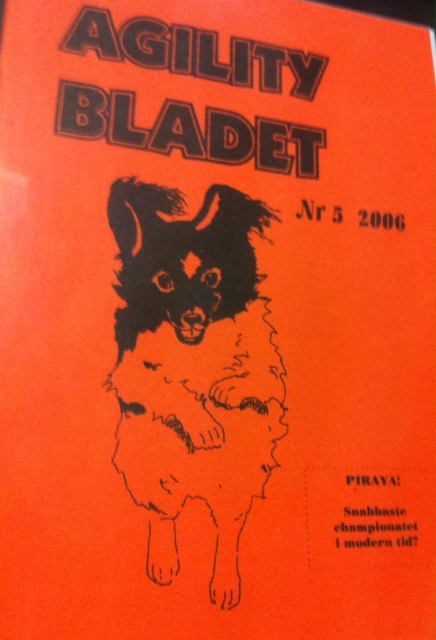 AGILITY
BLADET
Nr 5 2006
PIRAYA!
Snabbaste
championatet
i modern tid?